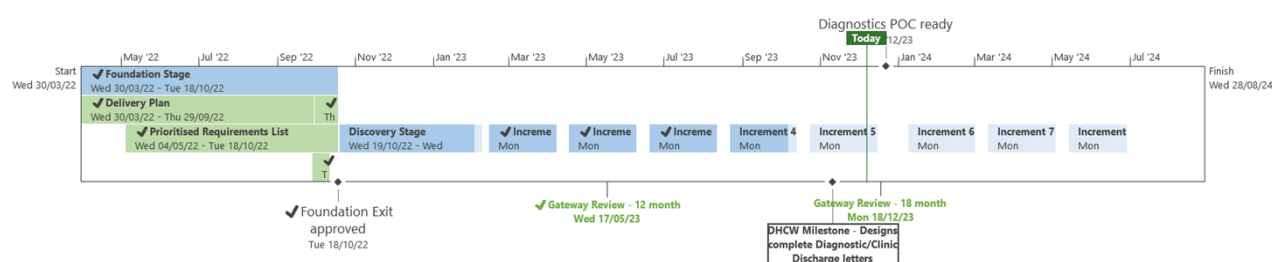 Diagnostics POC ready
Today /12/23
May '22 Jul '22 Sep '22 Nov '22 Jan '23 Mar '23 May '23 Jul '23 Sep '23 Nov '23 Jan '24 Mar '24 May '24 Jul '24
Start
Wed 30/03/22
Finish
Wed 28/08/24
Foundation Stage
Wed 30/03/22 - Tue 18/10/22
Delivery Plan
Wed 30/03/22 - Thu 29/09/22
Th
Prioritised Requirements List
Wed 04/05/22 - Tue 18/10/22
T
Discovery Stage
Wed 19/10/22 - Wed
Increme
Mon
Increme
Mon
Increme
Mon
Increment 4
Mon
Increment 5
Mon
Increment 6
Mon
Increment 7
Mon
Increment
Mon
Foundation Exit
approved
Tue 18/10/22
Gateway Review - 12 month
Wed 17/05/23
Gateway Review - 18 month
Mon 18/12/23
DHCW Milestone - Designs
complete Diagnostic/Clinic
Discharge letters